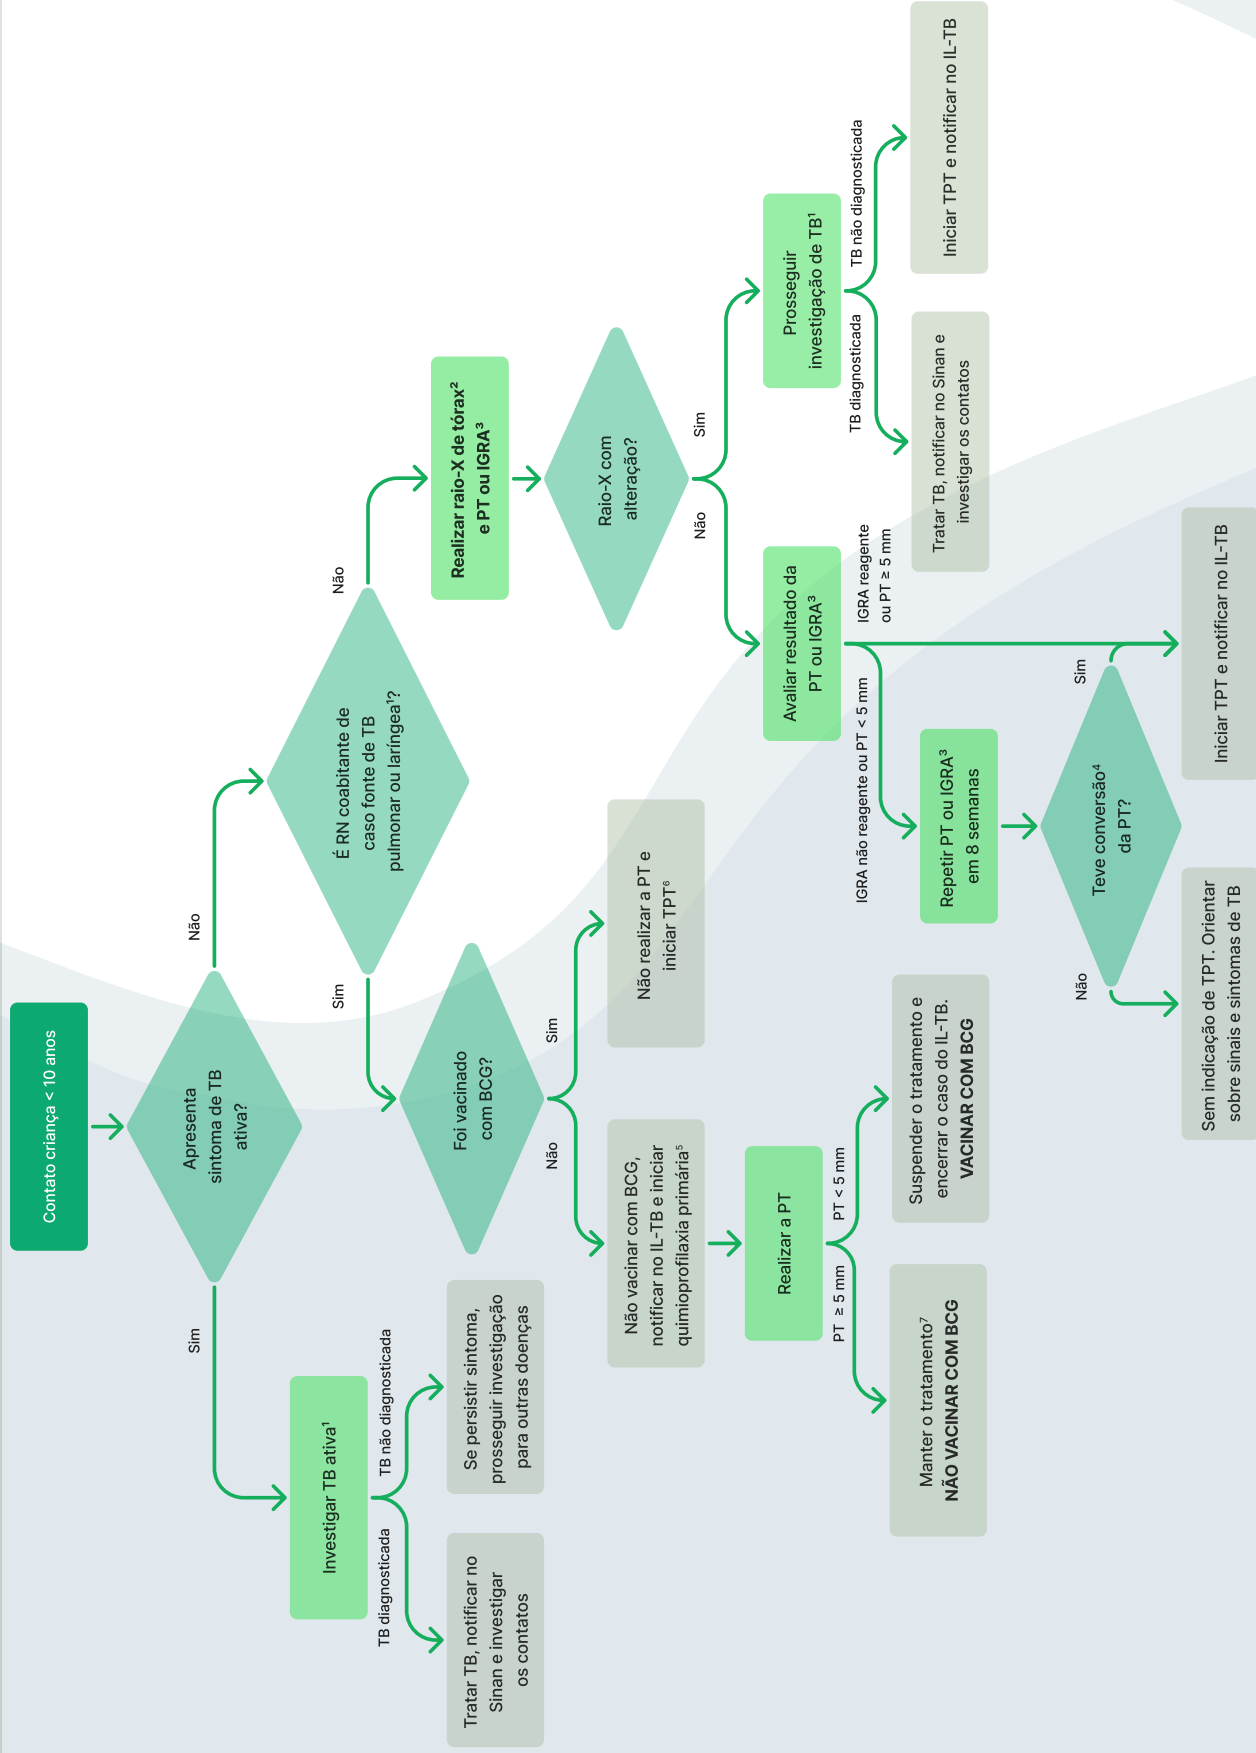 Contato criança < 10 anos
Apresenta
sintoma de TB
ativa?
Sim
Não
Investigar TB ativa¹
TB diagnosticada
TB não diagnosticada
Tratar TB, notificar no
Sinan e investigar
os contatos
Se persistir sintoma,
prosseguir investigação
para outras doenças
É RN coabitante de
caso fonte de TB
pulmonar ou laríngea¹?
Sim
Não
Foi vacinado
com BCG?
Não
Sim
Não vacinar com BCG,
notificar no IL-TB e iniciar
quimioprofilaxia primária⁵
Não realizar a PT e
iniciar TPT⁶
Realizar a PT
PT ≥ 5 mm
PT < 5 mm
Manter o tratamento⁷
NÃO VACINAR COM BCG
Suspender o tratamento e
encerrar o caso do IL-TB.
VACINAR COM BCG
Realizar raio-X de tórax²
e PT ou IGRA³
Raio-X com
alteração?
Não
Sim
Avaliar resultado da
PT ou IGRA³
Prosseguir
investigação de TB¹
TB diagnosticada
TB não diagnosticada
Tratar TB, notificar no Sinan e
investigar os contatos
Iniciar TPT e notificar no IL-TB
IGRA não reagente ou PT < 5 mm
IGRA reagente
ou PT ≥ 5 mm
Repetir PT ou IGRA³
em 8 semanas
Teve conversão⁴
da PT?
Não
Sim
Sem indicação de TPT. Orientar
sobre sinais e sintomas de TB
Iniciar TPT e notificar no IL-TB